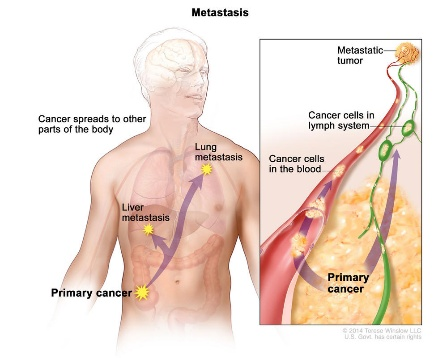 Metastasis
Cancer spreads to other
parts of the body
Lung
metastasis
Liver
metastasis
Primary cancer
Metastatic
tumor
Cancer cells in
lymph system
Cancer cells
in the blood
Primary
cancer
© 2014 Terese Winslow LLC
U.S. Govt. has certain rights